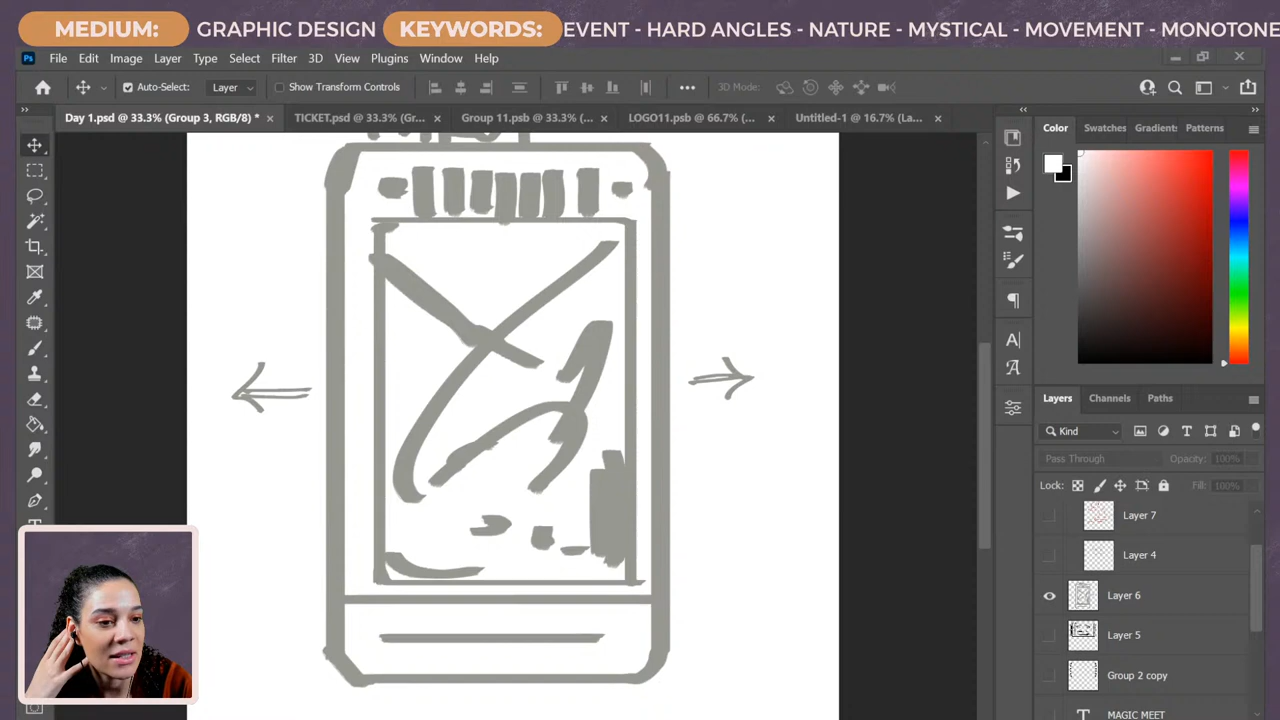 MEDIUM: GRAPHIC DESIGN KEYWORDS: EVENT - HARD ANGLES - NATURE - MYSTICAL - MOVEMENT - MONOTONE
Ps File Edit Image Layer Type Select Filter 3D View Plugins Window Help
Auto-Select: Layer Show Transform Controls 3D Mode:
Day 1.psd @ 33.3% (Group 3, RGB/8) * TICKET.psd @ 33.3% (Gr... Group 11.psb @ 33.3% (... LOGO11.psb @ 66.7% (... Untitled-1 @ 16.7% (La...
Color Swatches Gradient: Patterns
Layers Channels Paths
Kind
Pass Through Opacity: 100%
Lock: Fill: 100%
Layer 7
Layer 4
Layer 6
Layer 5
Group 2 copy
MAGIC MEET